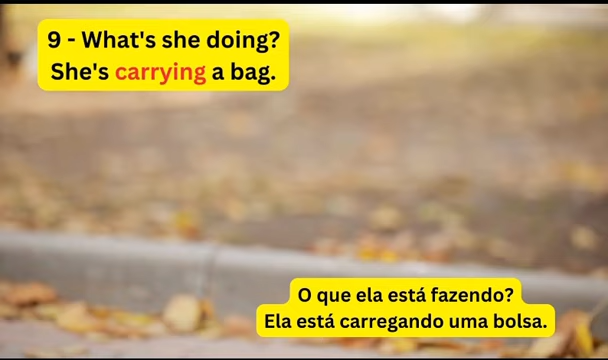 9 - What's she doing?
She's carrying a bag.
O que ela está fazendo?
Ela está carregando uma bolsa.